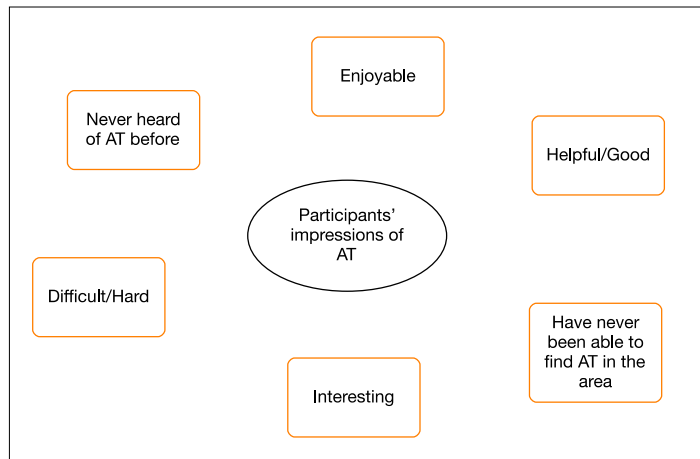 Enjoyable
Never heard
of AT before
Helpful/Good
Participants’
impressions of
AT
Difficult/Hard
Have never
been able to
find AT in the
area
Interesting